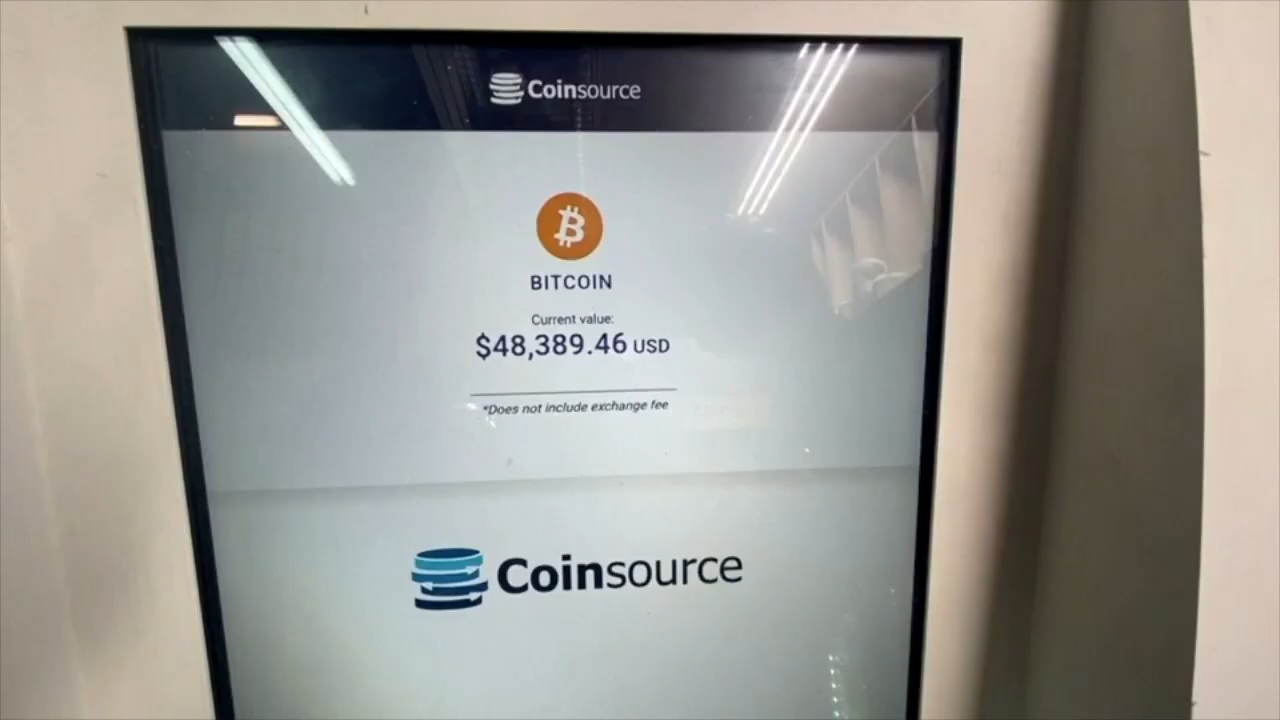 Coinsource
BITCOIN
Current value:
$48,389.46 USD
*Does not include exchange fee
Coinsource